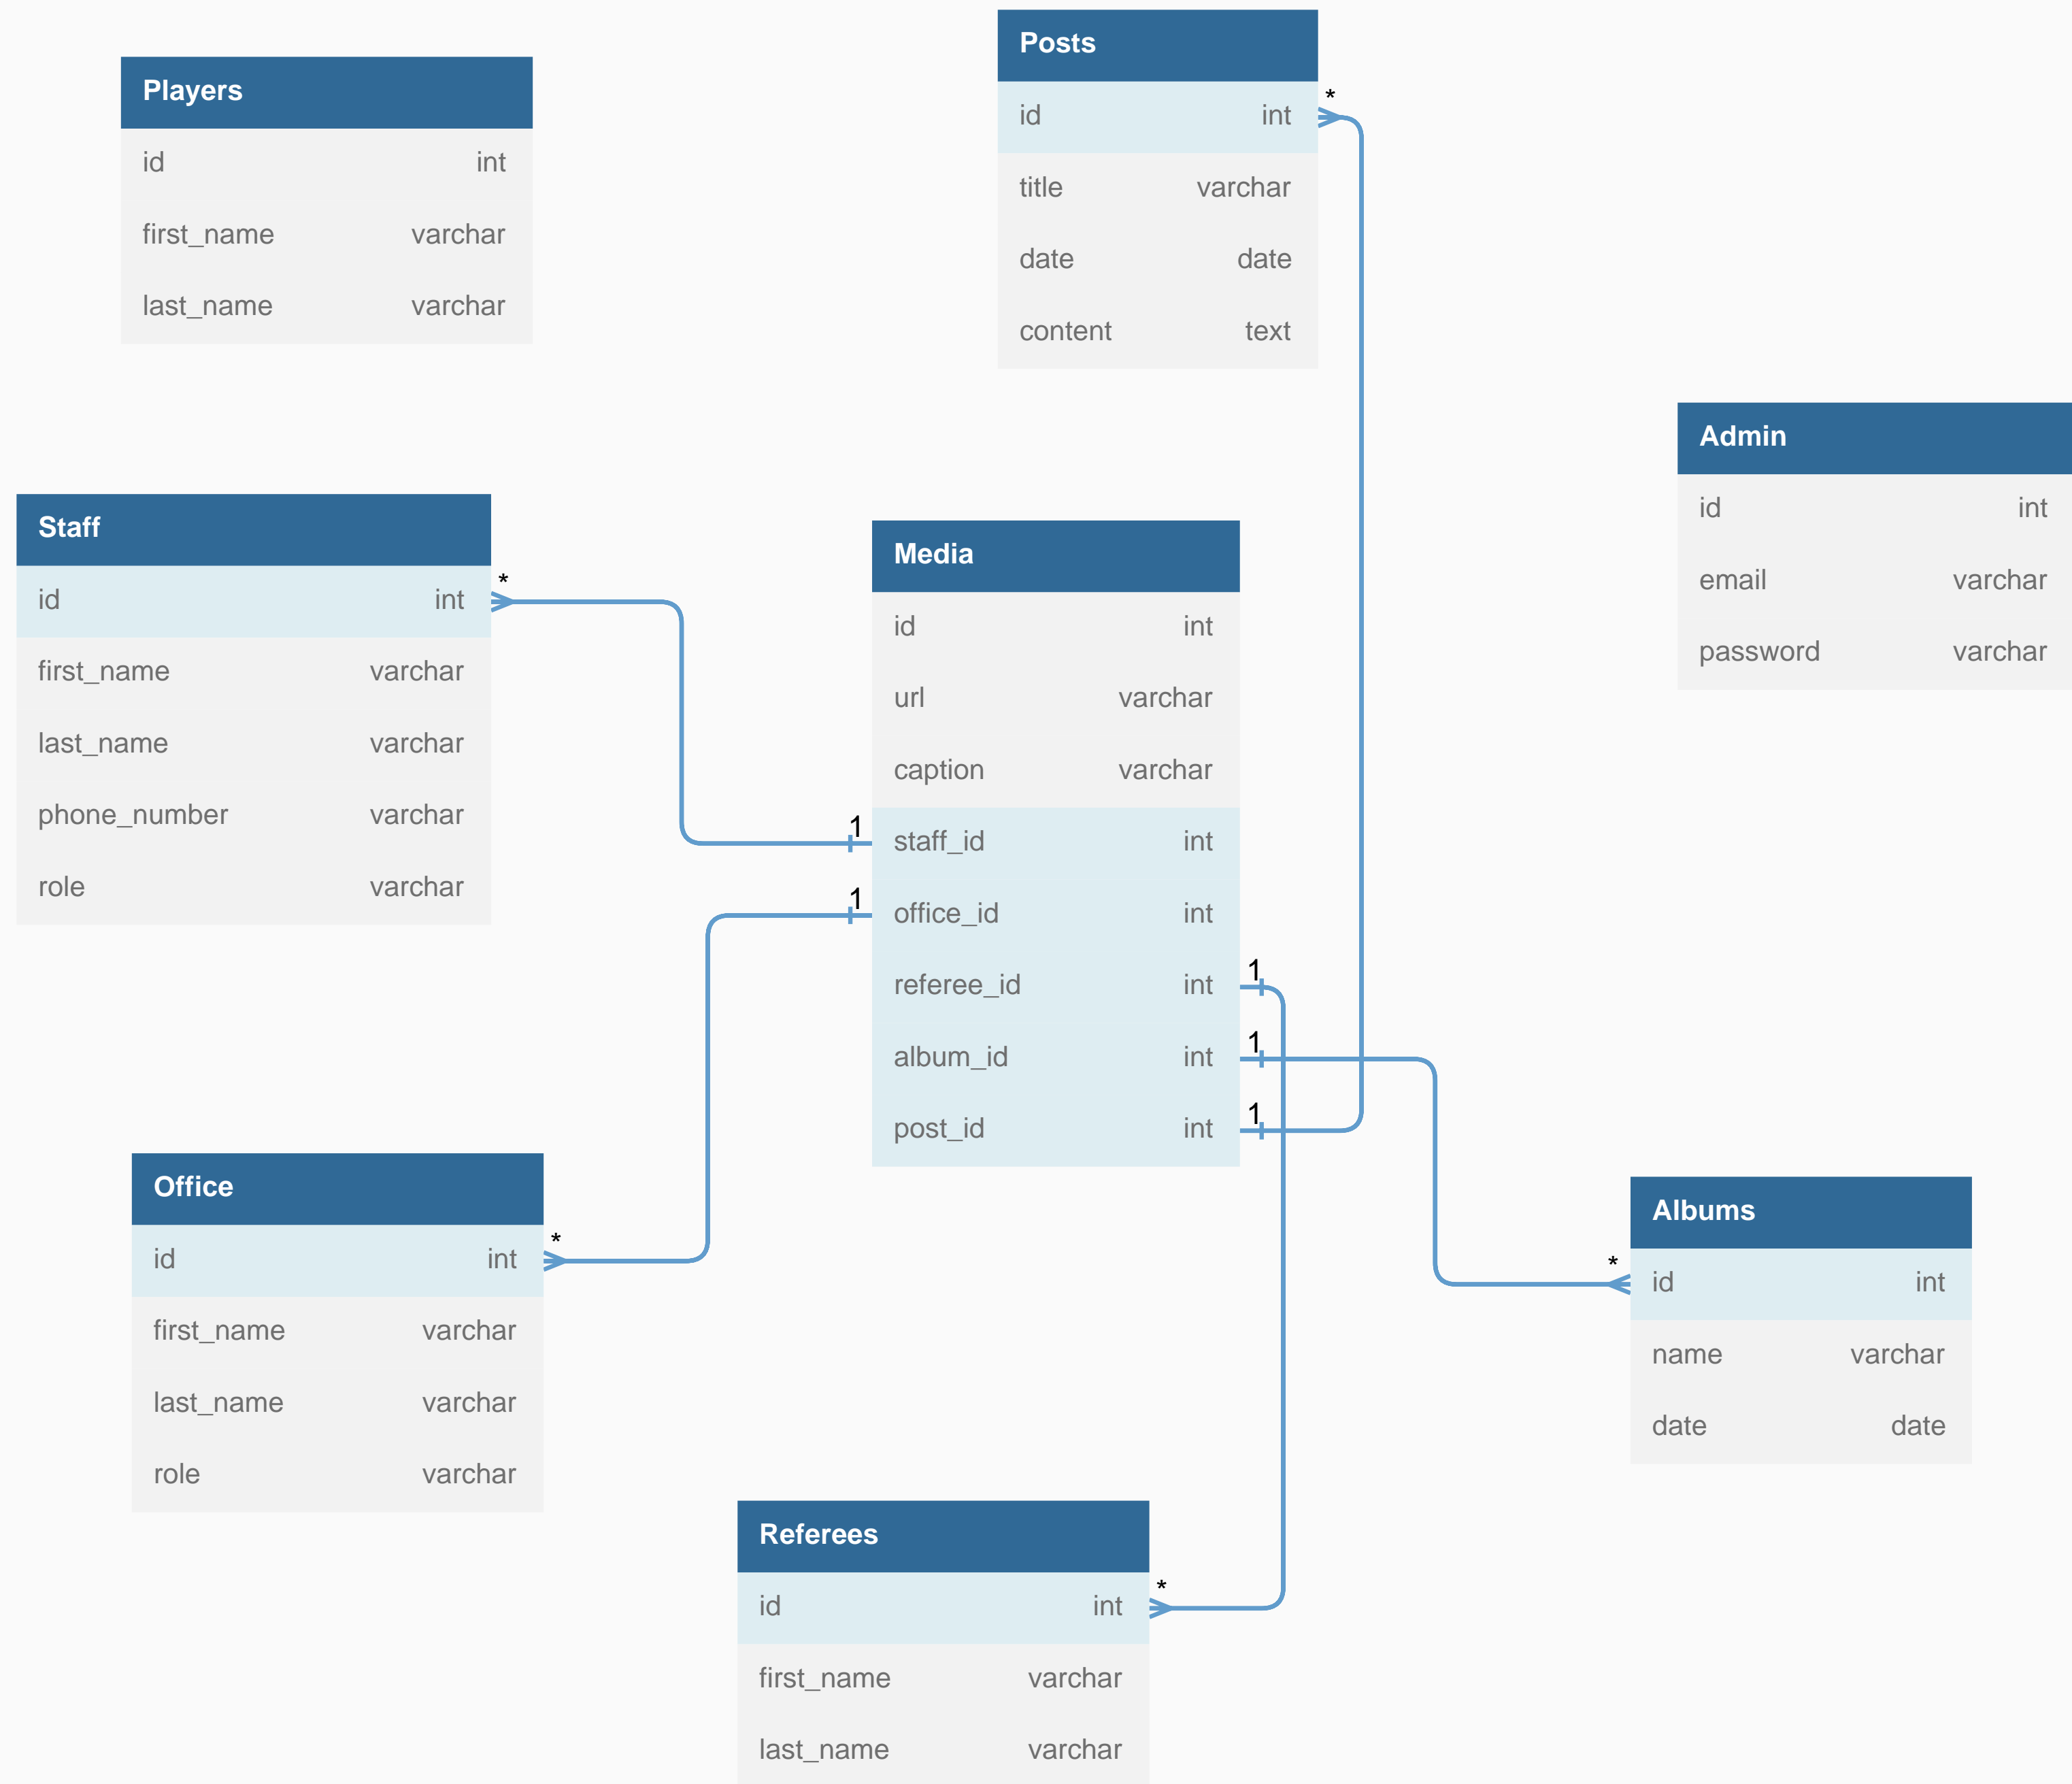 Posts
id int
title varchar
date date
content text
Players
id int
first_name varchar
last_name varchar
Admin
id int
email varchar
password varchar
Staff
id int
first_name varchar
last_name varchar
phone_number varchar
role varchar
Media
id int
url varchar
caption varchar
staff_id int
office_id int
referee_id int
album_id int
post_id int
Office
id int
first_name varchar
last_name varchar
role varchar
Albums
id int
name varchar
date date
Referees
id int
first_name varchar
last_name varchar
*
*
*
*
*
1
1
1
1
1